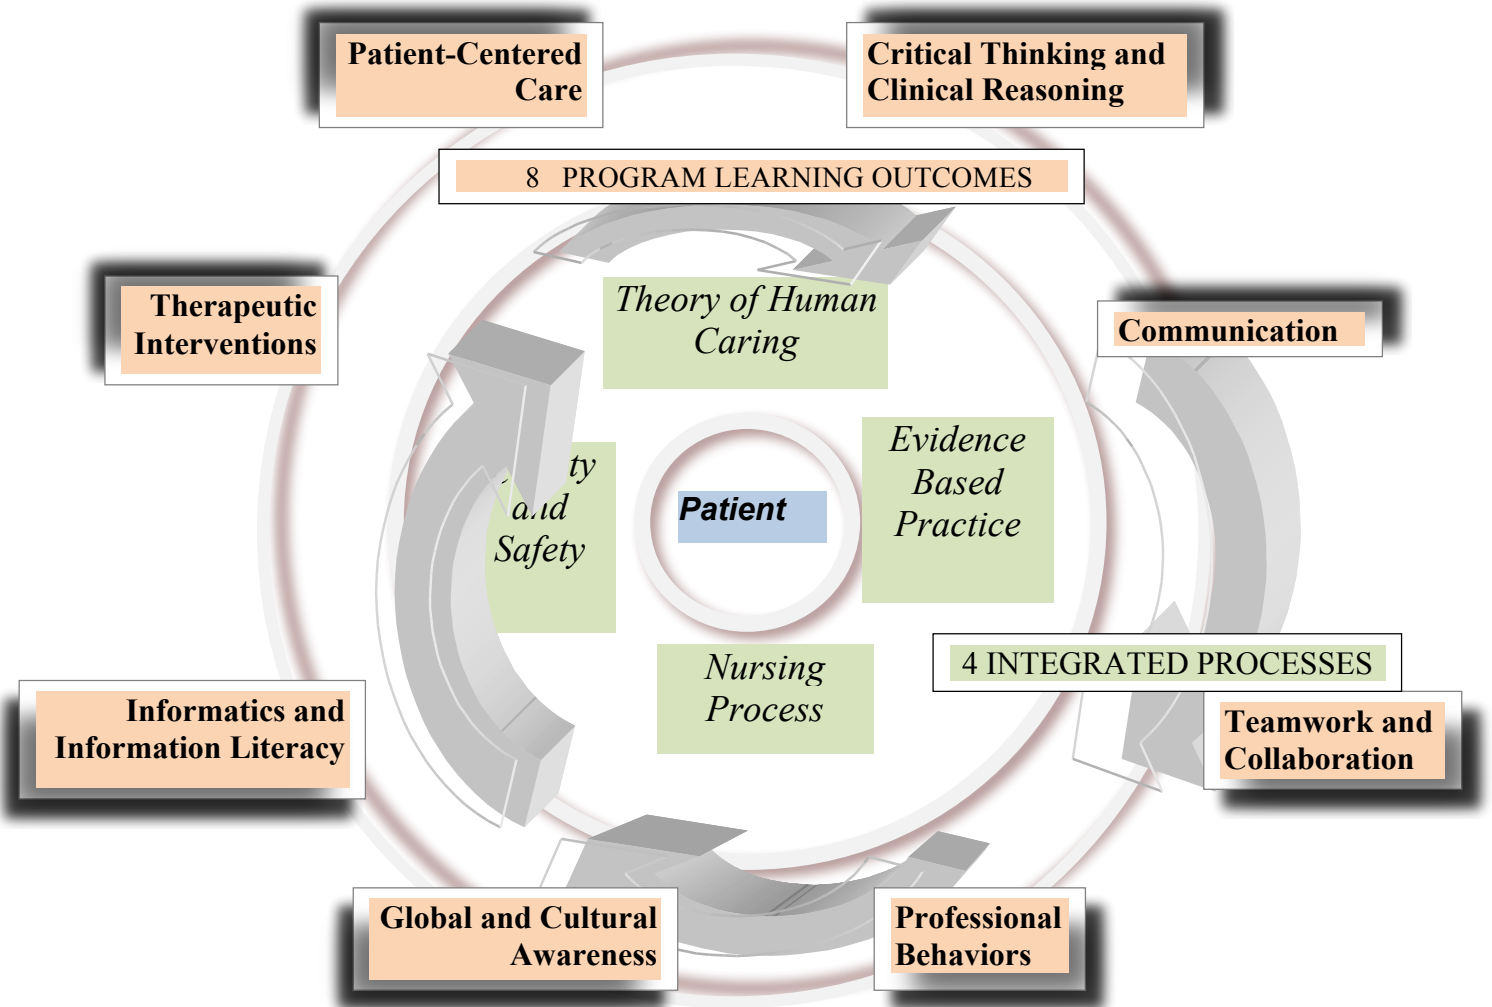 Patient-Centered
Care
Critical Thinking and
Clinical Reasoning
8 PROGRAM LEARNING OUTCOMES
Theory of Human
Caring
Therapeutic
Interventions
Communication
Evidence
Based
Practice
and
Safety
Patient
Nursing
Process
4 INTEGRATED PROCESSES
Informatics and
Information Literacy
Teamwork and
Collaboration
Global and Cultural
Awareness
Professional
Behaviors